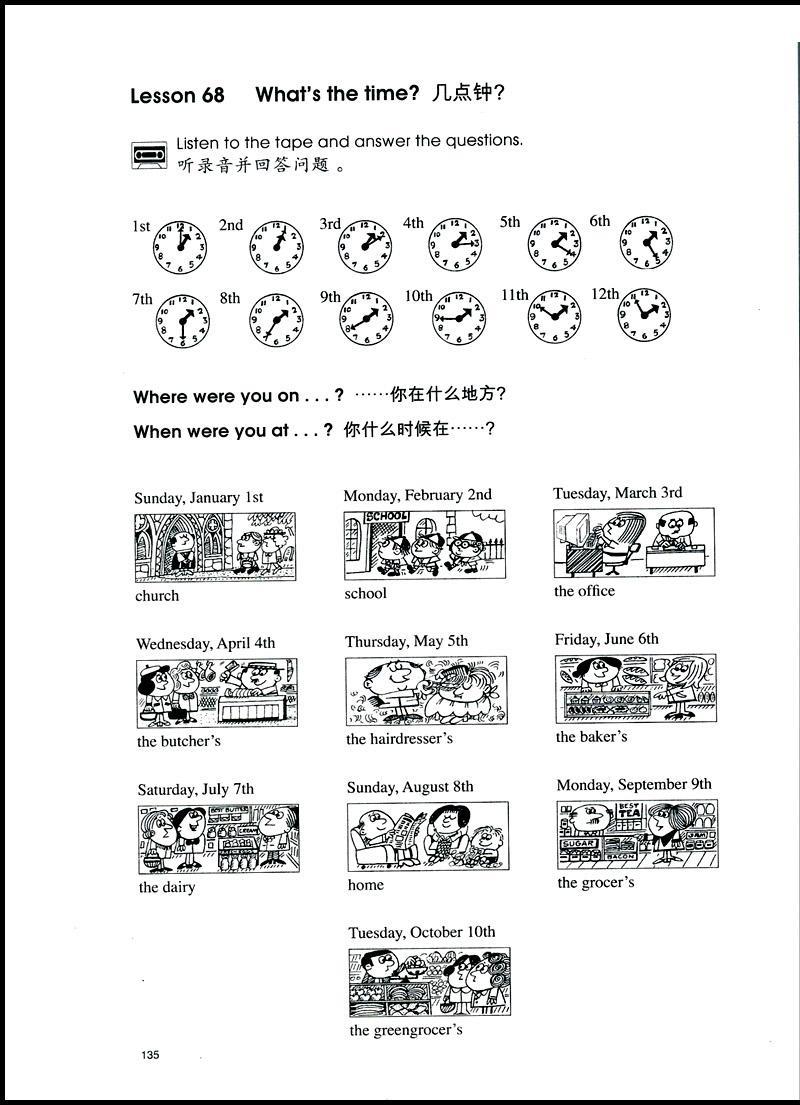 Lesson 68 What's the time? 几点钟?
Listen to the tape and answer the questions.
听录音并回答问题。
1st 2nd 3rd 4th 5th 6th
7th 8th 9th 10th 11th 12th
Where were you on . . . ? ……你在什么地方?
When were you at . . . ? 你什么时候在……?
Sunday, January 1st Monday, February 2nd Tuesday, March 3rd
SCHOOL
church school the office
Wednesday, April 4th Thursday, May 5th Friday, June 6th
the butcher's the hairdresser's the baker's
Saturday, July 7th Sunday, August 8th Monday, September 9th
BEST BUTTER
CREAM
BEST
TEA
SUGAR
JAM
BACON
the dairy home the grocer's
Tuesday, October 10th
the greengrocer's
135